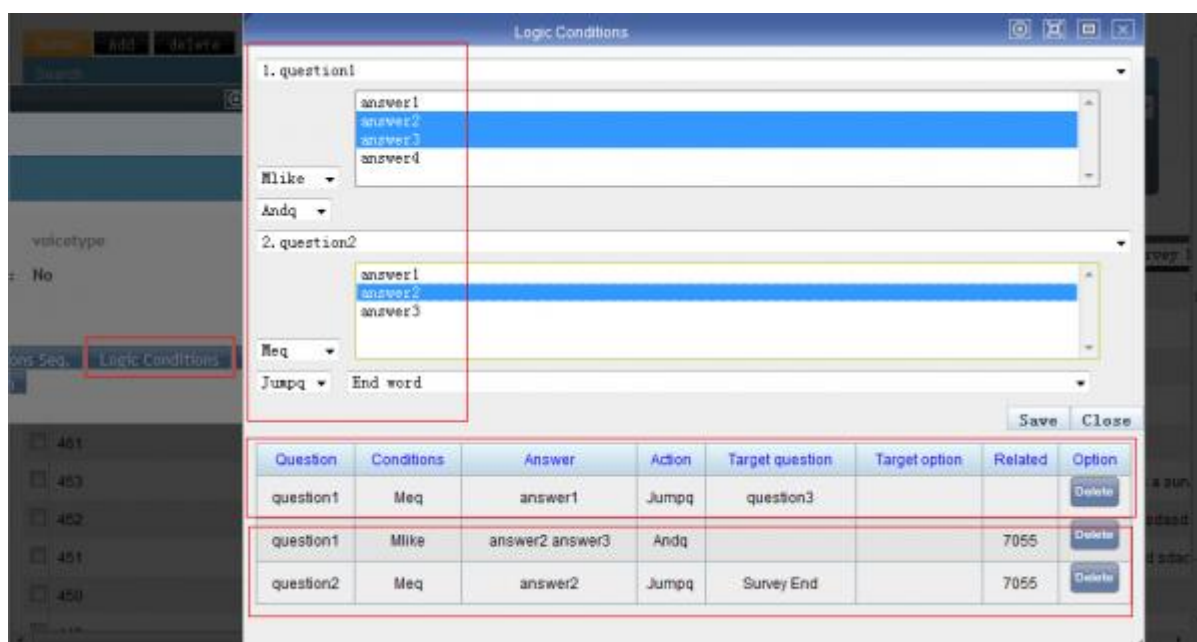 Logic Conditions
Add delete
Search
1.question1
answer1
answer2
answer3
answer4
Mlike
Andq
2.question2
voicetype
No
answer1
answer2
answer3
Meq
Jumpq End word
ons Seq. Logic Conditions
Save Close
Question Conditions Answer Action Target question Target option Related Option
question1 Meq answer1 Jumpq question3 Delete
question1 Mlike answer2 answer3 Andq 7055 Delete
question2 Meq answer2 Jumpq Survey End 7055 Delete
461
453
452
451
450